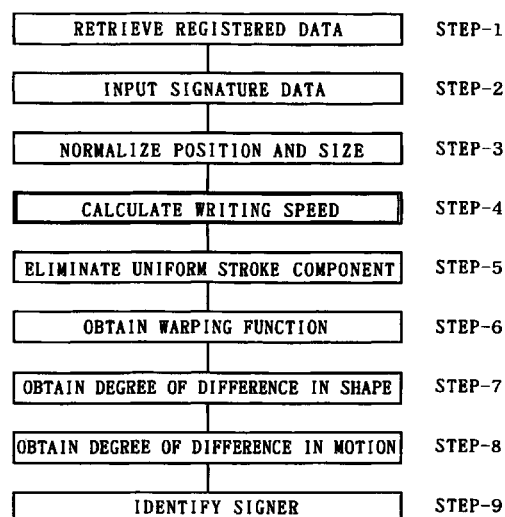 RETRIEVE REGISTERED DATA STEP-1
INPUT SIGNATURE DATA STEP-2
NORMALIZE POSITION AND SIZE STEP-3
CALCULATE WRITING SPEED STEP-4
ELIMINATE UNIFORM STROKE COMPONENT STEP-5
OBTAIN WARPING FUNCTION STEP-6
OBTAIN DEGREE OF DIFFERENCE IN SHAPE STEP-7
OBTAIN DEGREE OF DIFFERENCE IN MOTION STEP-8
IDENTIFY SIGNER STEP-9